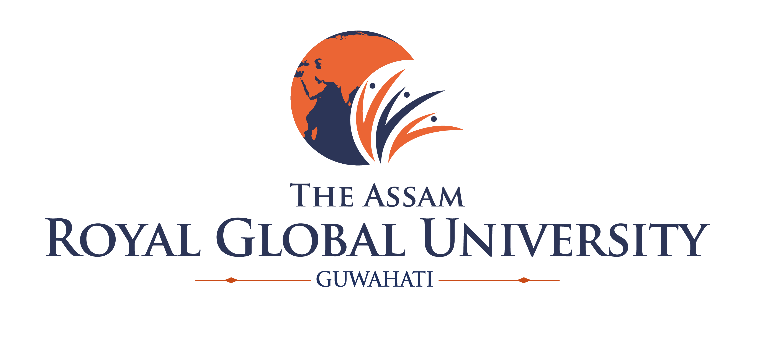 THE ASSAM
ROYAL GLOBAL UNIVERSITY
GUWAHATI